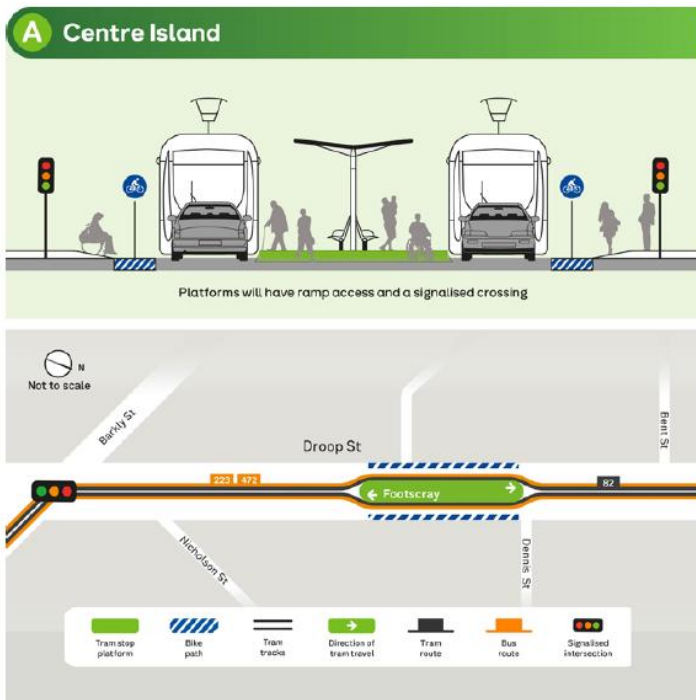 A Centre Island
Platforms will have ramp access and a signalised crossing
N
Not to scale
Barkly St
Droop St
Bent St
223 472
← Footscray →
82
Nicholson St
Dennis St
Tram stop
platform
Bike
path
Tram
tracks
Direction of
tram travel
Tram
route
Bus
route
Signalised
intersection